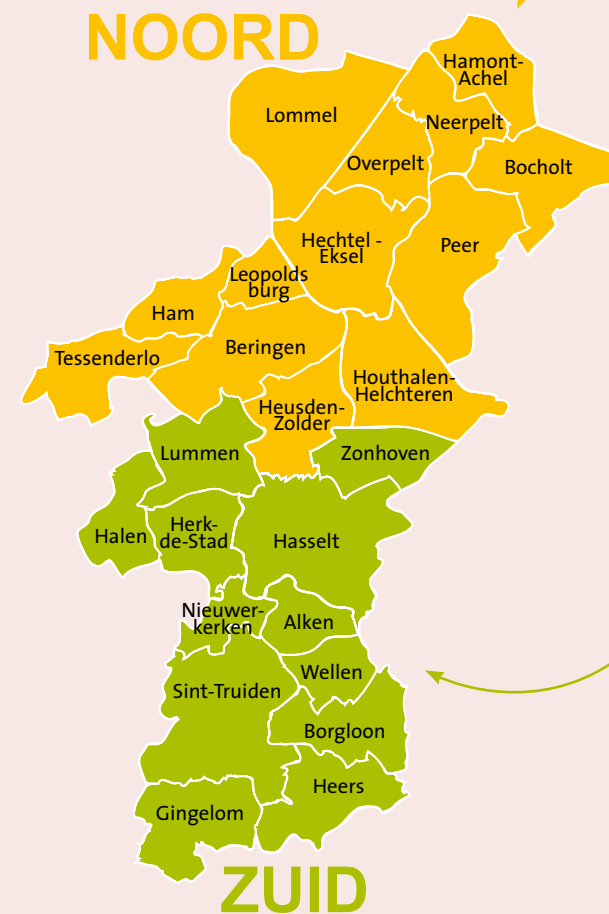 NOORD
Hamont-
Achel
Lommel
Neerpelt
Overpelt
Bocholt
Hechtel -
Eksel
Peer
Leopolds
burg
Ham
Beringen
Tessenderlo
Houthalen-
Helchteren
Heusden-
Zolder
Lummen
Zonhoven
Halen
Herk-
de-Stad
Hasselt
Nieuwer-
kerken
Alken
Wellen
Sint-Truiden
Borgloon
Heers
Gingelom
ZUID